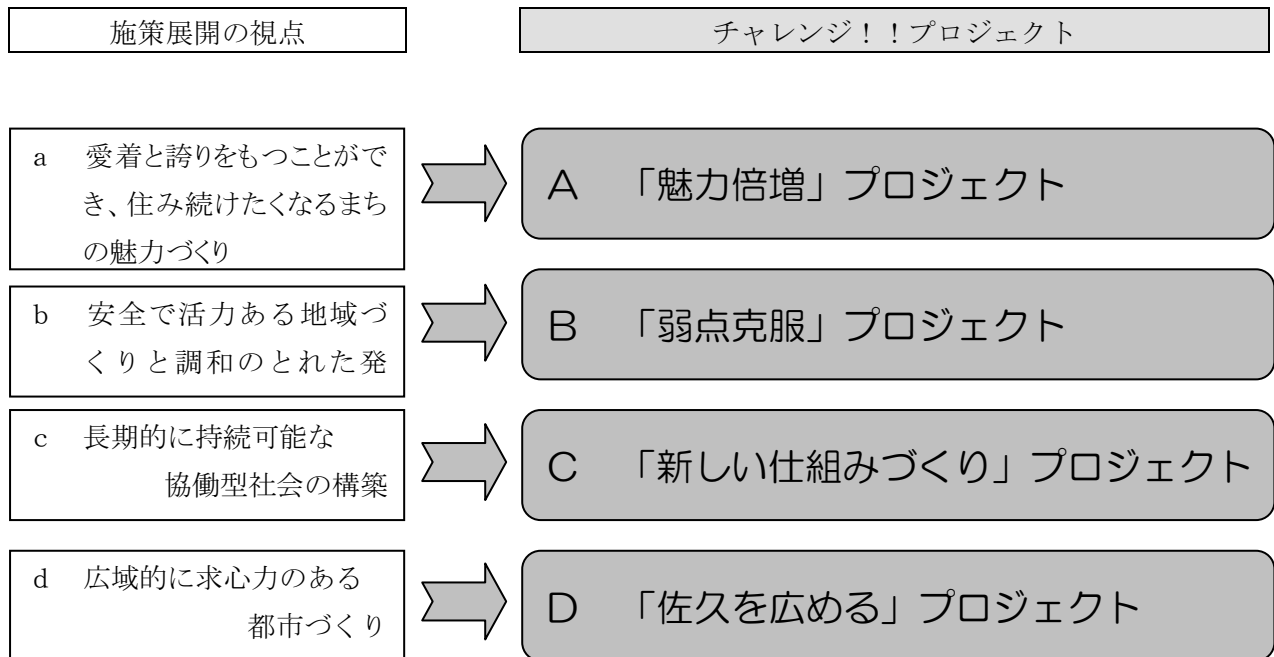 施策展開の視点
チャレンジ！！プロジェクト
a 愛着と誇りをもつことがで
き、住み続けたくなるまち
の魅力づくり
A 「魅力倍増」プロジェクト
b 安全で活力ある地域づ
くりと調和のとれた発
B 「弱点克服」プロジェクト
c 長期的に持続可能な
協働型社会の構築
C 「新しい仕組みづくり」プロジェクト
d 広域的に求心力のある
都市づくり
D 「佐久を広める」プロジェクト